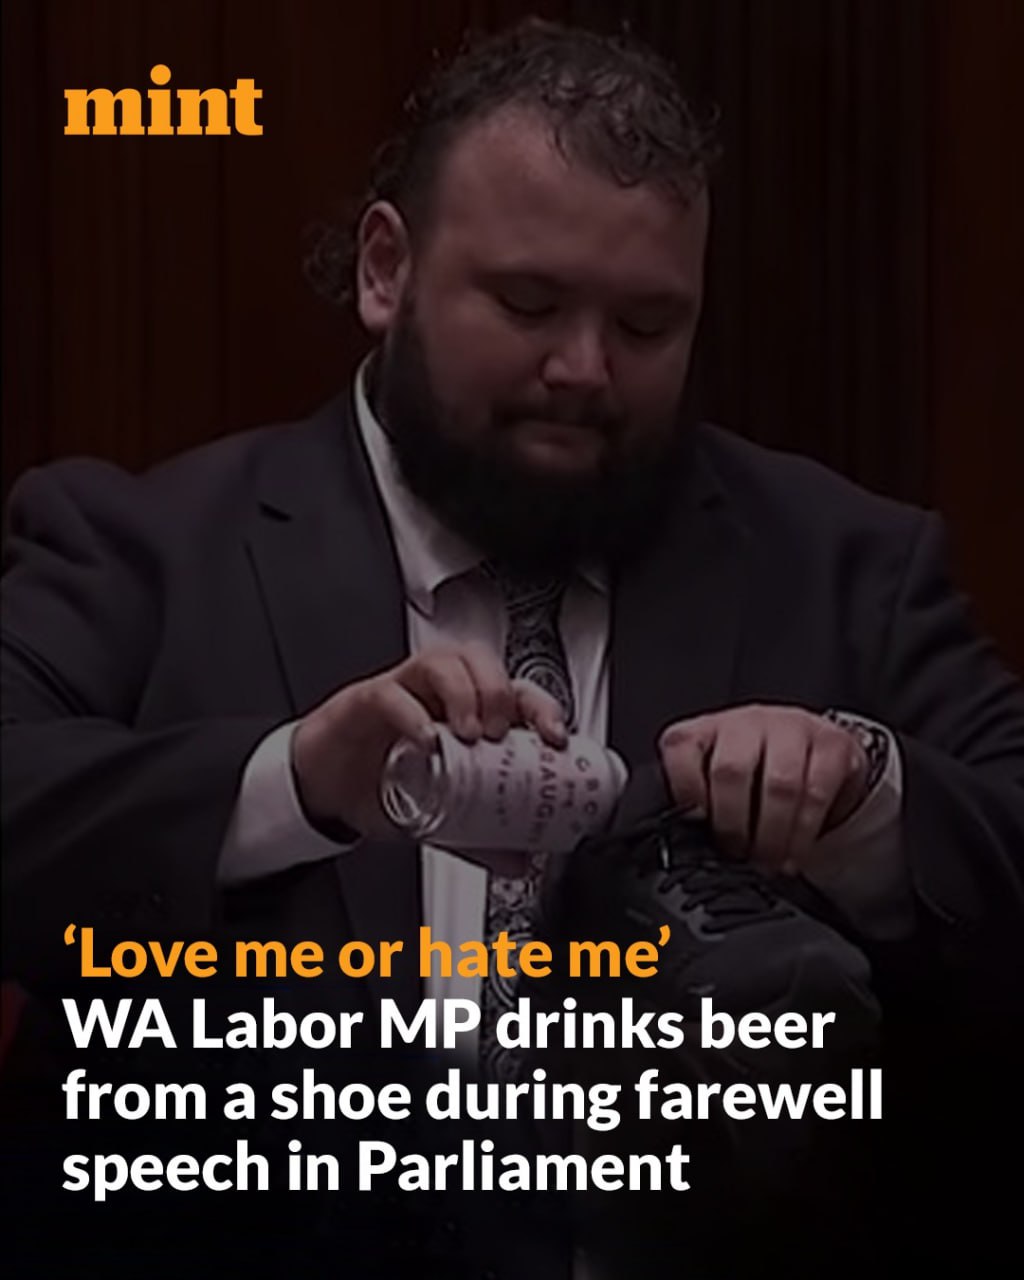 mint
‘Love me or hate me’
WA Labor MP drinks beer
from a shoe during farewell
speech in Parliament